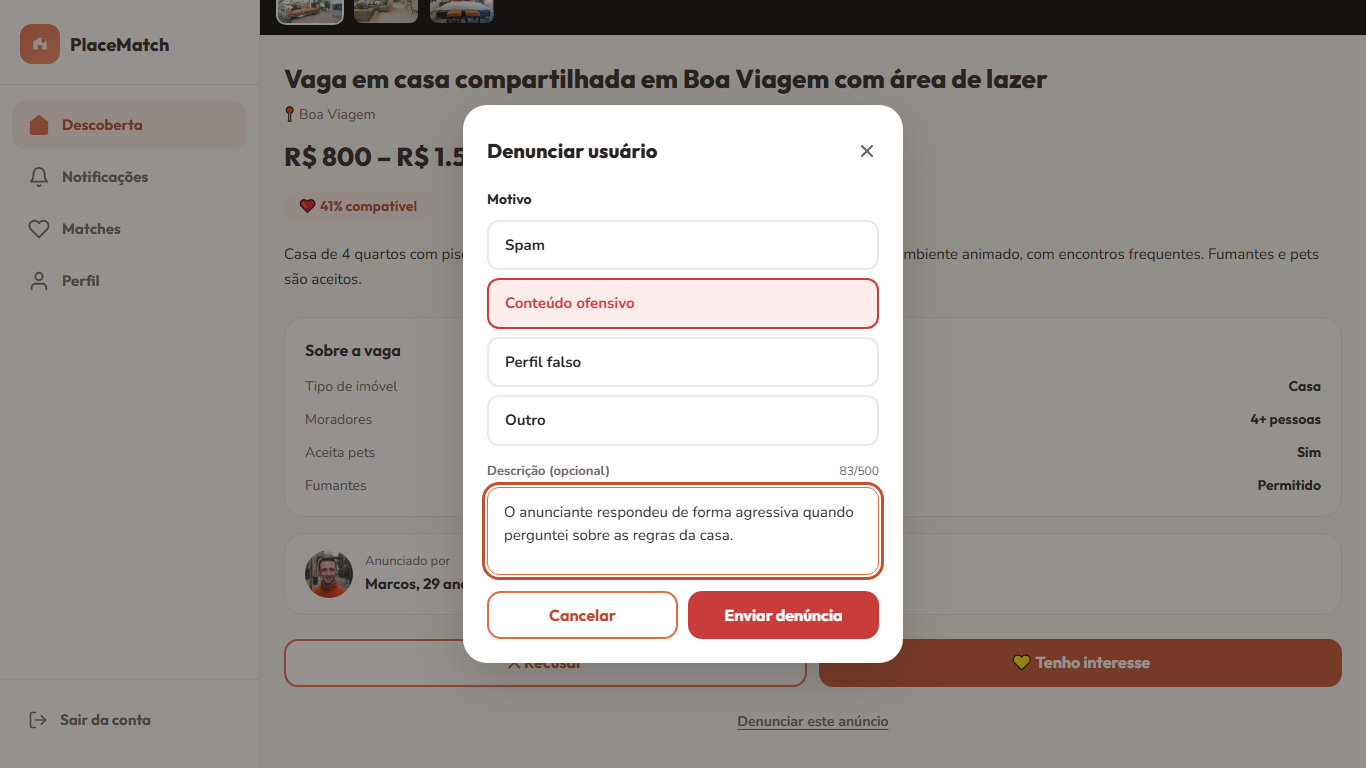 PlaceMatch
Descoberta
Notificações
Matches
Perfil
Sair da conta
Vaga em casa compartilhada em Boa Viagem com área de lazer
Boa Viagem
R$ 800 – R$ 1.5
41% compatível
Casa de 4 quartos com
mbiente animado, com encontros frequentes. Fumantes e pets
são aceitos.
Sobre a vaga
Tipo de imóvel
Casa
Moradores
4+ pessoas
Aceita pets
Sim
Fumantes
Permitido
Anunciado por
Marcos, 29
Recusar
Tenho interesse
Denunciar este anúncio
Denunciar usuário
Motivo
Spam
Conteúdo ofensivo
Perfil falso
Outro
Descrição (opcional)
83/500
O anunciante respondeu de forma agressiva quando
perguntei sobre as regras da casa.
Cancelar
Enviar denúncia